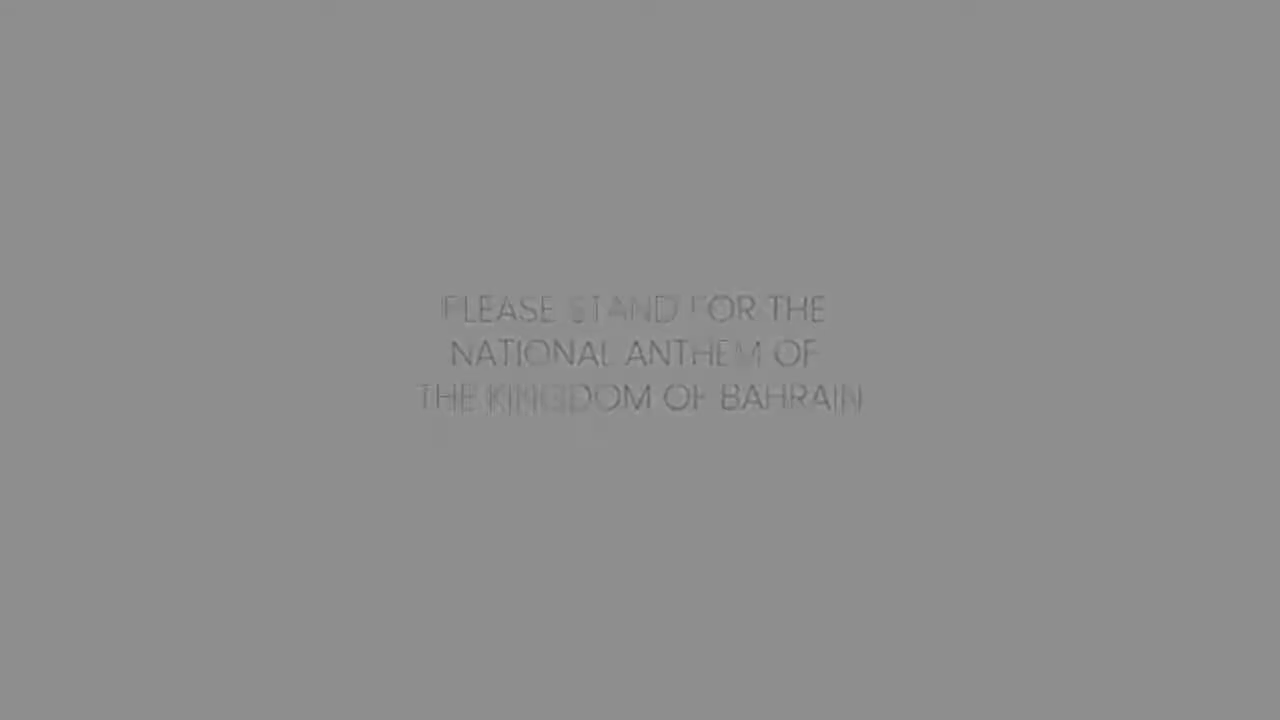 PLEASE STAND FOR THE
NATIONAL ANTHEM OF
THE KINGDOM OF BAHRAIN